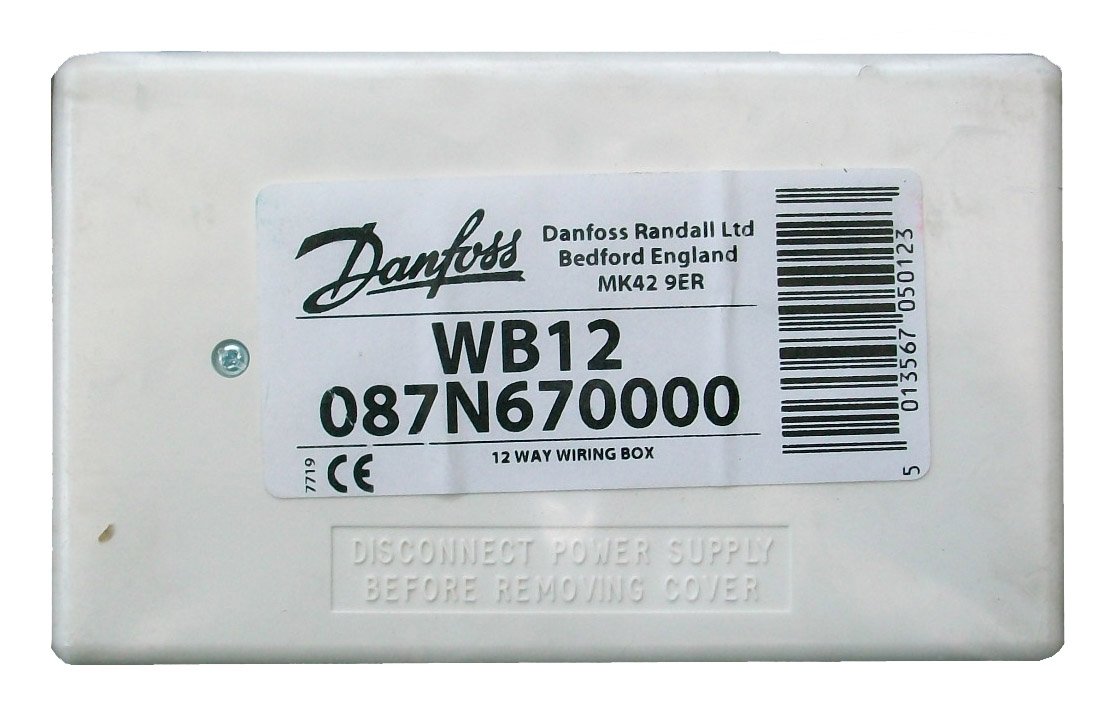 Danfoss
Danfoss Randall Ltd
Bedford England
MK42 9ER
WB12
087N670000
12 WAY WIRING BOX
7719
CE
5 013567 050123
DISCONNECT POWER SUPPLY
BEFORE REMOVING COVER